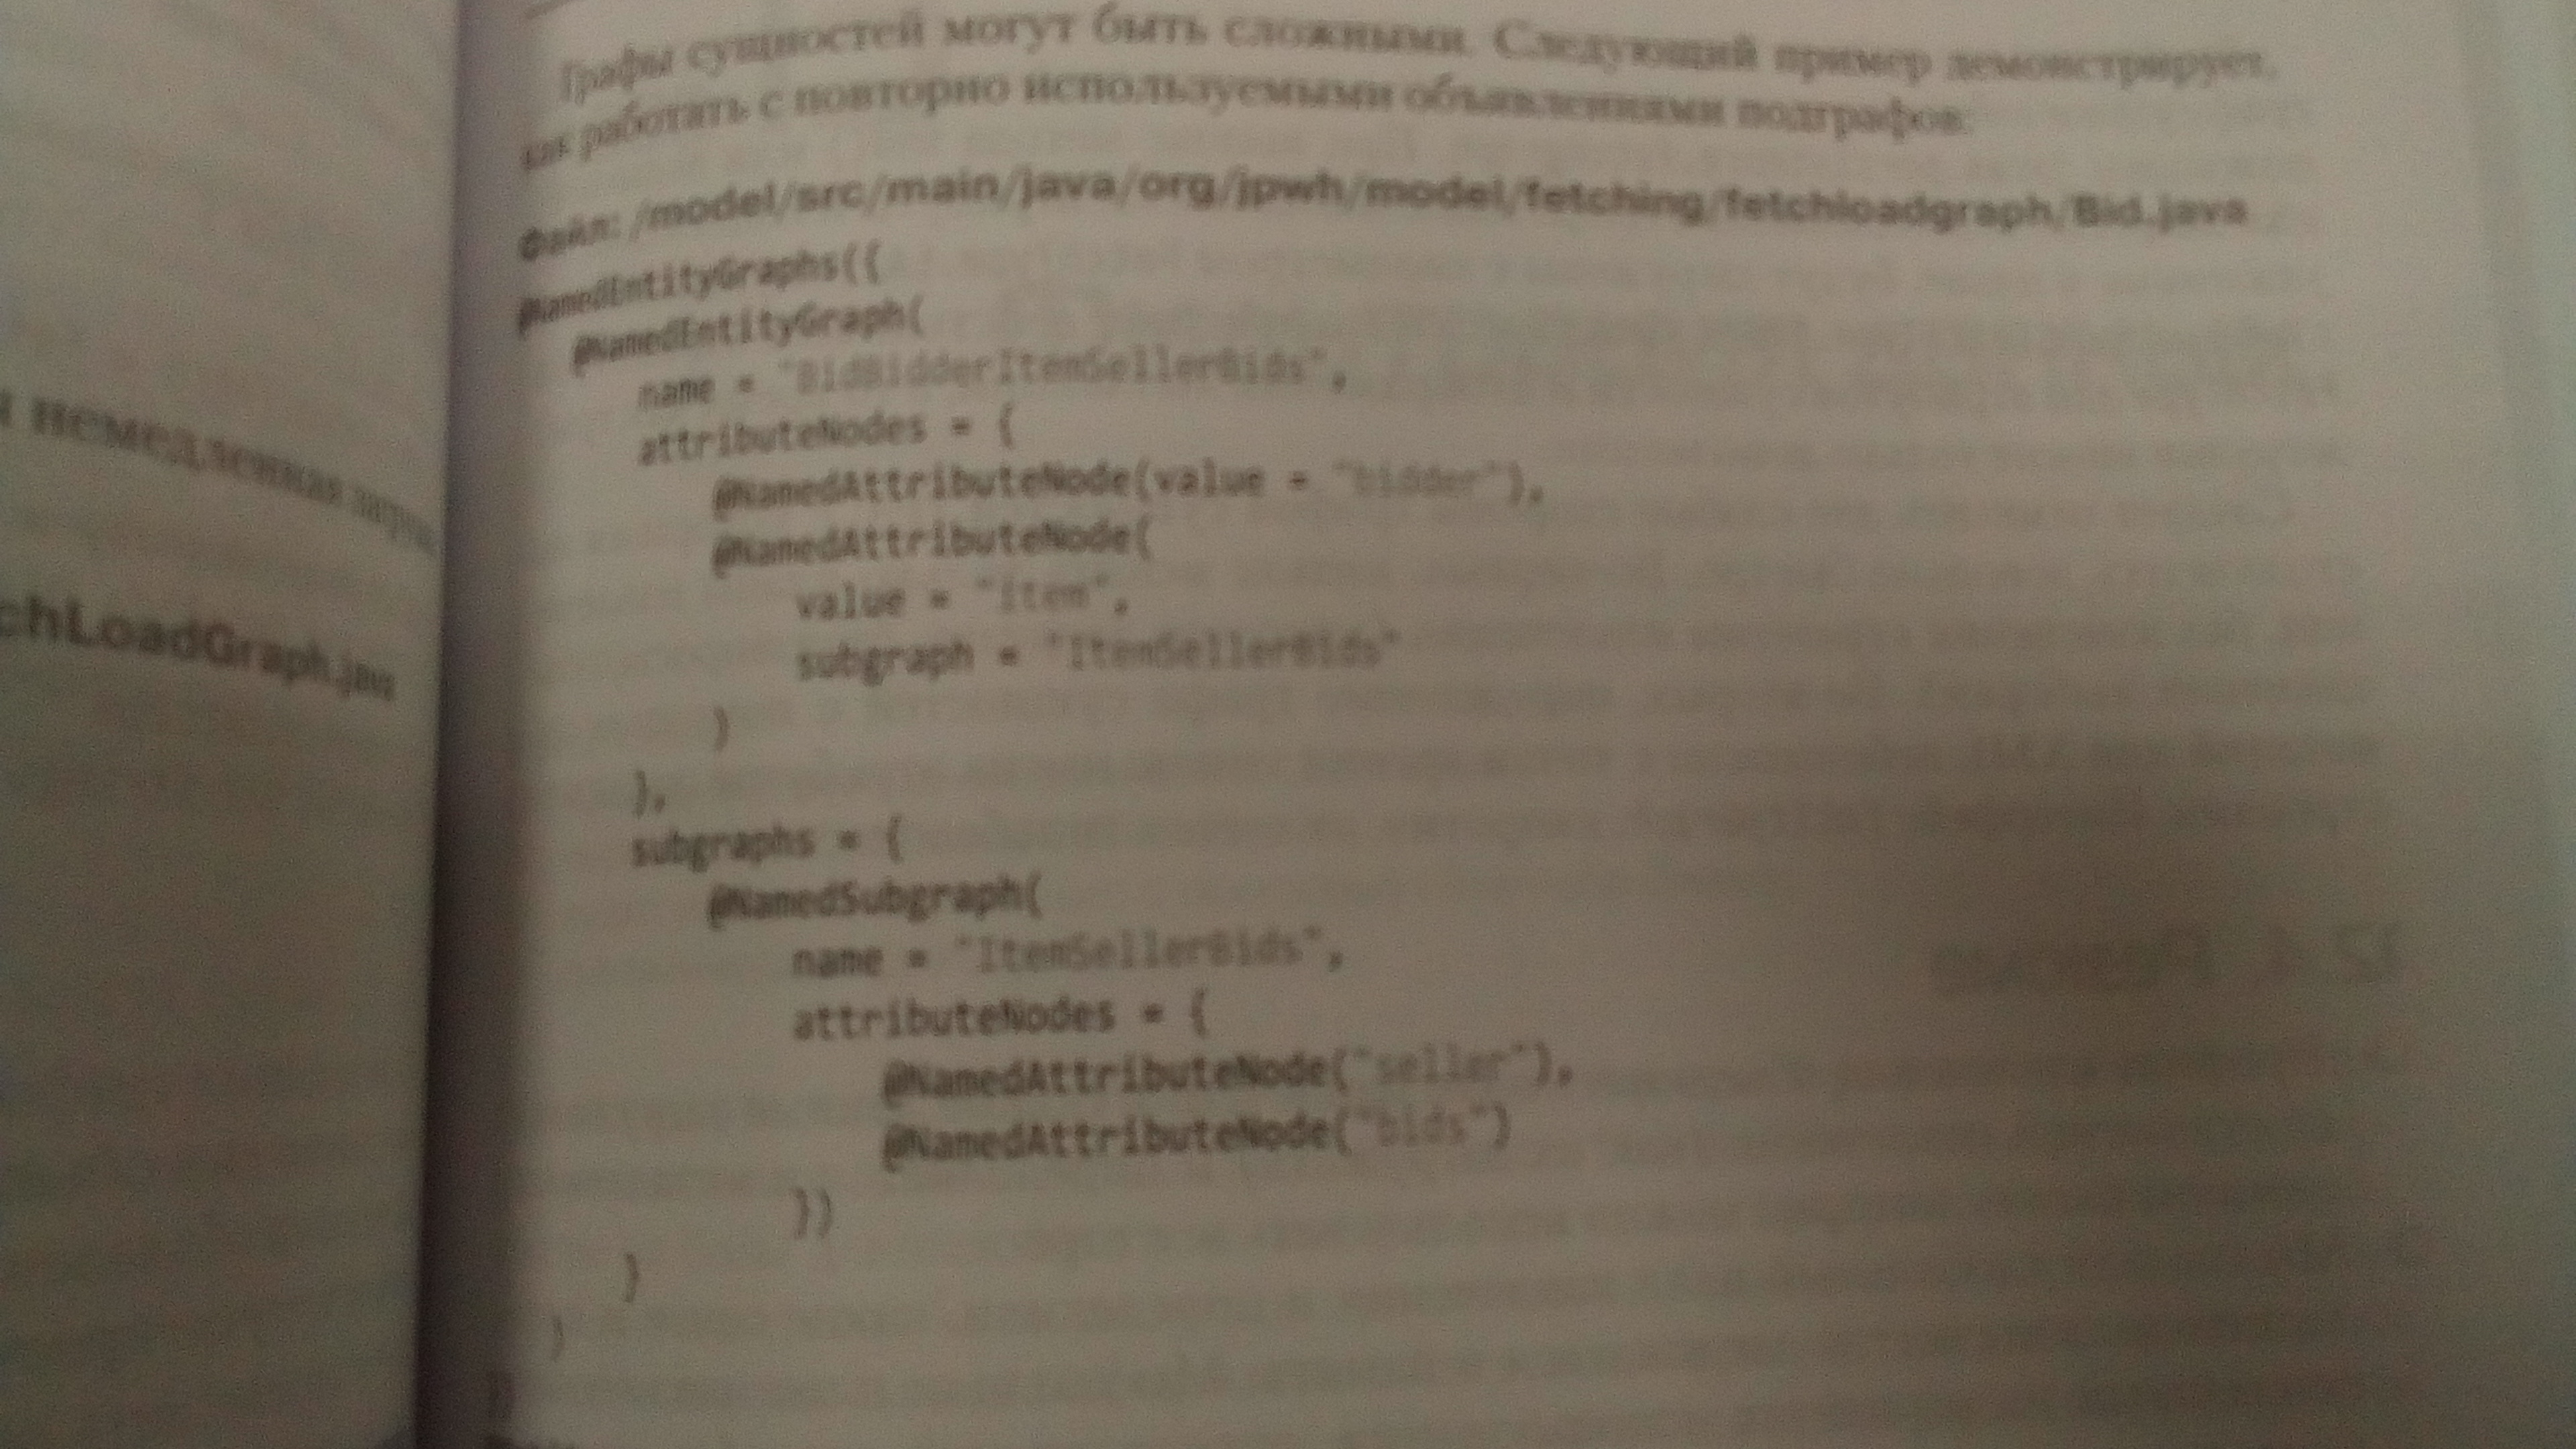 и немедленная
chLoadGraph.java
Графы сущностей могут быть сложными. Следующий пример демонстрирует,
как работать с повторно используемыми объявлениями подграфов:
Файл: /model/src/main/java/org/jpwh/model/fetching/fetchloadgraph/Bid.java
@NamedEntityGraphs({
@NamedEntityGraph(
name = "BidBidderItemSellerBids",
attributeNodes = {
@NamedAttributeNode(value = "bidder"),
@NamedAttributeNode(
value = "item",
subgraph = "ItemSellerBids"
)
},
subgraphs = {
@NamedSubgraph(
name = "ItemSellerBids",
attributeNodes = {
@NamedAttributeNode("seller"),
@NamedAttributeNode("bids")
})
}
)
})